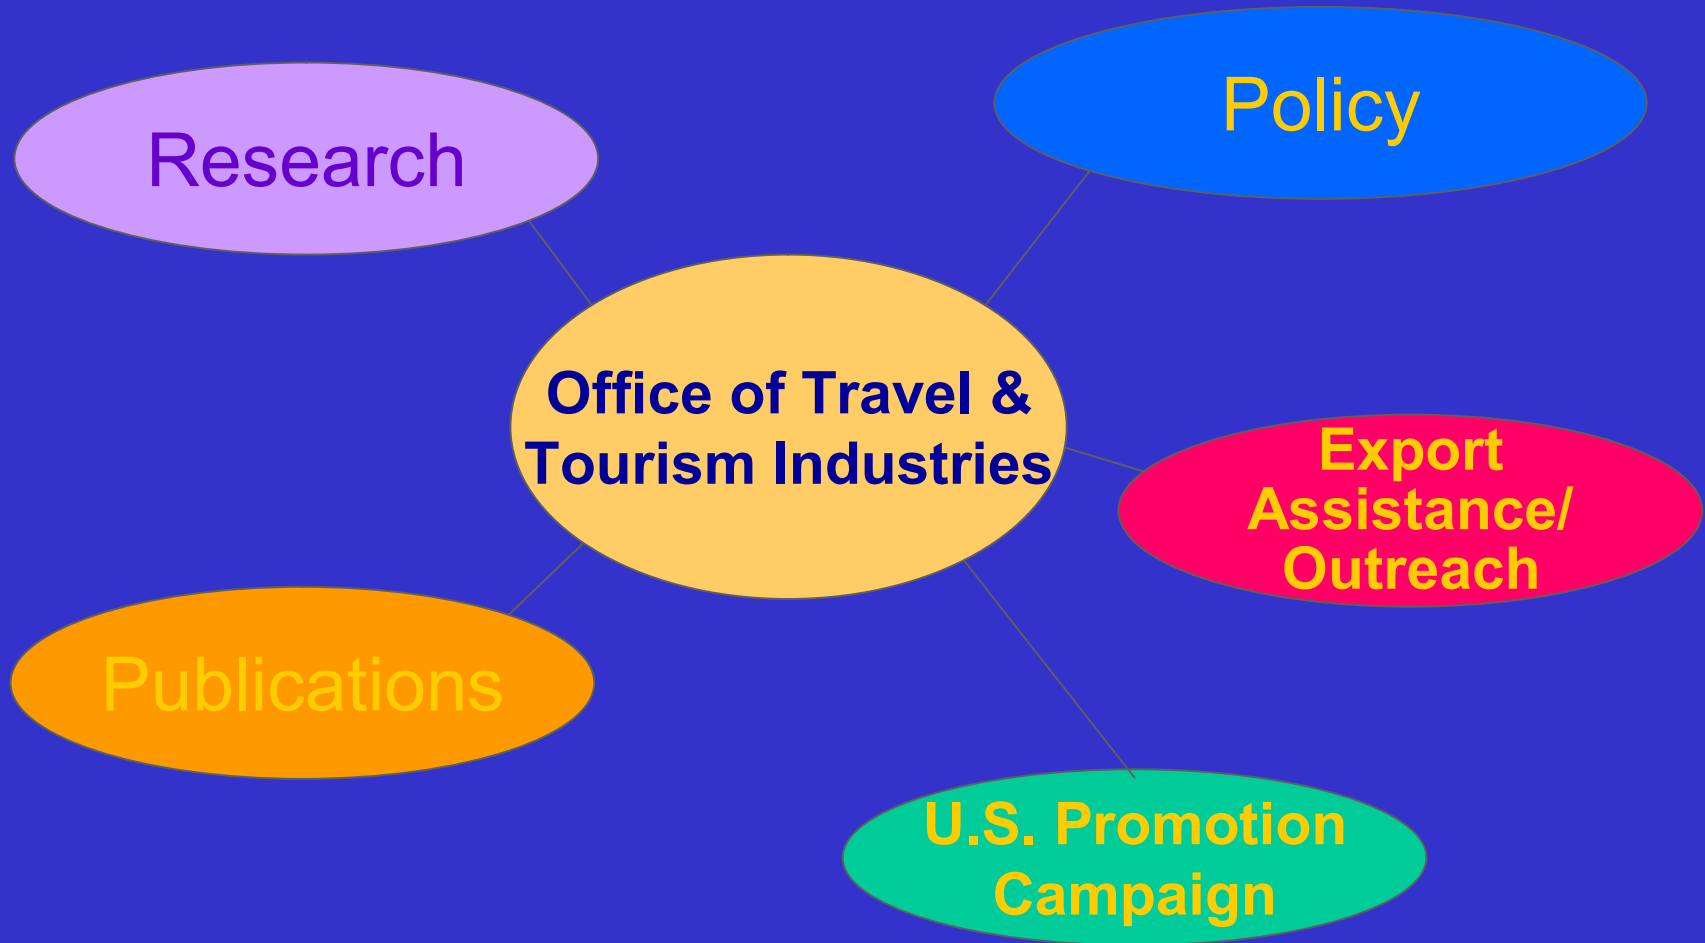 Research
Policy
Office of Travel &
Tourism Industries
Export
Assistance/
Outreach
Publications
U.S. Promotion
Campaign